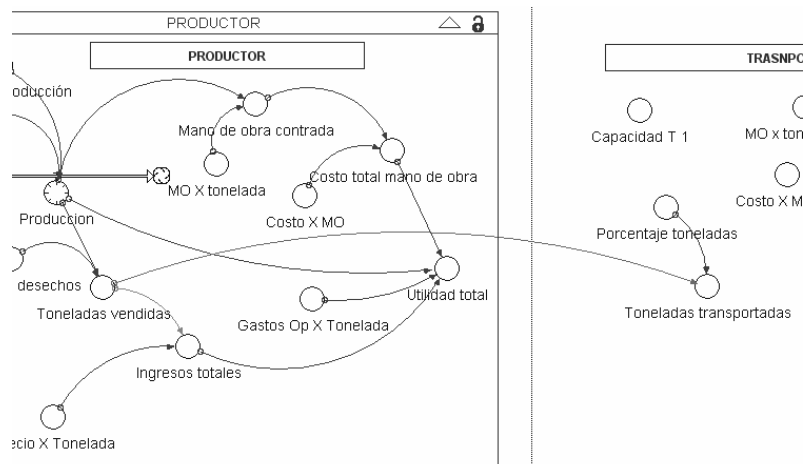 PRODUCTOR
PRODUCTOR
TRASNPO
oducción
Mano de obra contrada
Capacidad T 1
MO x ton
MO X tonelada
Costo total mano de obra
Costo X MO
Costo X M
Produccion
Porcentaje toneladas
desechos
Toneladas vendidas
Utilidad total
Gastos Op X Tonelada
Toneladas transportadas
Ingresos totales
ecio X Tonelada